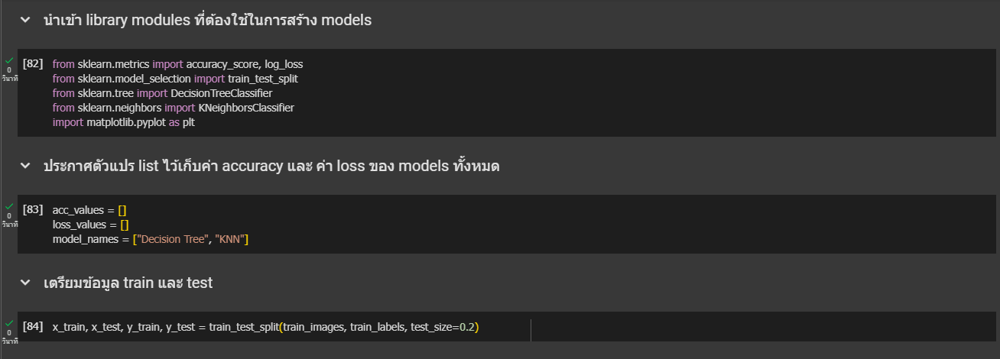 นำเข้า library modules ที่ต้องใช้ในการสร้าง models
[82] from sklearn.metrics import accuracy_score, log_loss
0
วินาที
from sklearn.model_selection import train_test_split
from sklearn.tree import DecisionTreeClassifier
from sklearn.neighbors import KNeighborsClassifier
import matplotlib.pyplot as plt
ประกาศตัวแปร list ไว้เก็บค่า accuracy และ ค่า loss ของ models ทั้งหมด
[83] acc_values = []
0
วินาที
loss_values = []
model_names = ["Decision Tree", "KNN"]
เตรียมข้อมูล train และ test
[84] x_train, x_test, y_train, y_test = train_test_split(train_images, train_labels, test_size=0.2)
0
วินาที